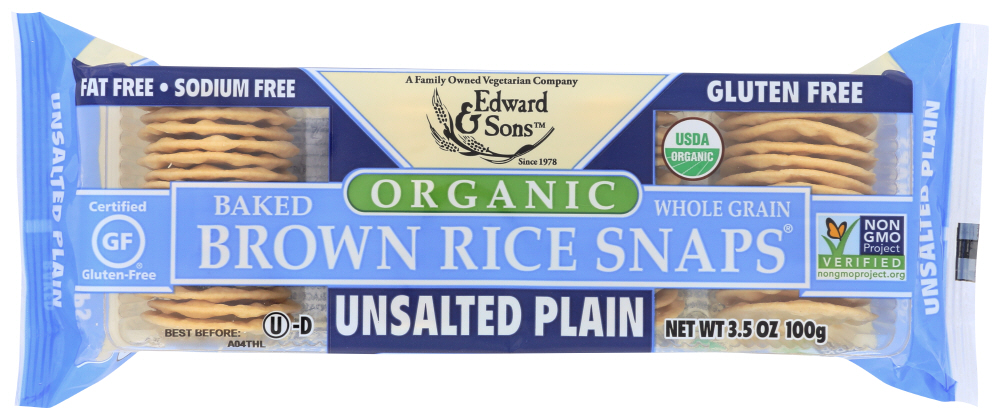 FAT FREE • SODIUM FREE
A Family Owned Vegetarian Company
Edward
& Sons™
Since 1978
GLUTEN FREE
USDA
ORGANIC
UNSALTED PLAIN
UNSALTED PLAIN
ORGANIC
BAKED
WHOLE GRAIN
BROWN RICE SNAPS®
Certified
GF®
Gluten-Free
NON
GMO
Project
VERIFIED
nongmoproject.org
UNSALTED PLAIN
BEST BEFORE:
A04THL
U-D
NET WT 3.5 OZ 100g